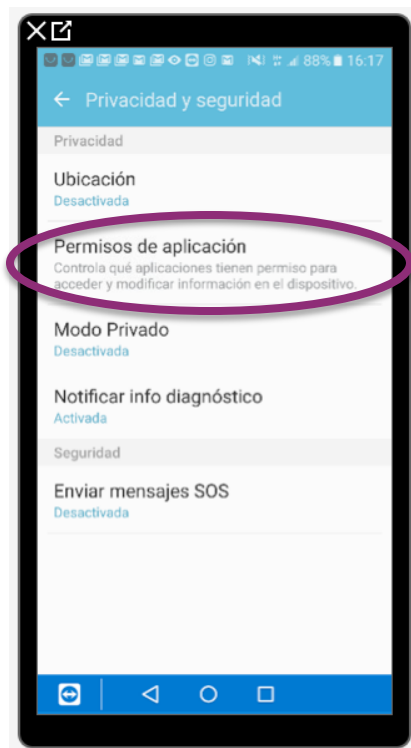 88% 16:17
Privacidad y seguridad
Privacidad
Ubicación
Desactivada
Permisos de aplicación
Controla qué aplicaciones tienen permiso para
acceder y modificar información en el dispositivo.
Modo Privado
Desactivada
Notificar info diagnóstico
Activada
Seguridad
Enviar mensajes SOS
Desactivada